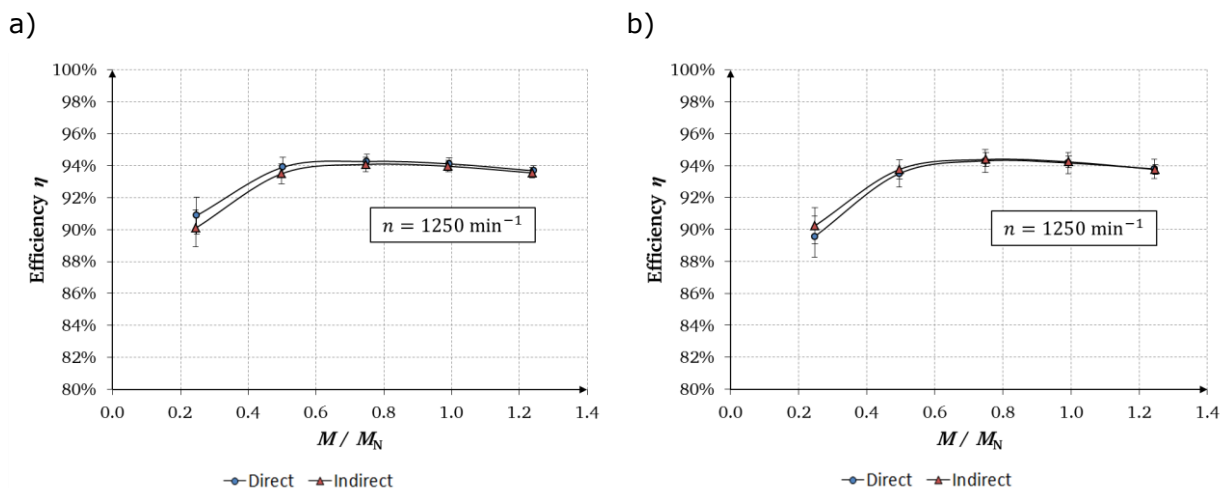 a)
100%
98%
96%
94%
92%
90%
88%
86%
84%
82%
80%
Efficiency η
n = 1250 min⁻¹
0.0 0.2 0.4 0.6 0.8 1.0 1.2 1.4
M / M_N
Direct Indirect
b)
100%
98%
96%
94%
92%
90%
88%
86%
84%
82%
80%
Efficiency η
n = 1250 min⁻¹
0.0 0.2 0.4 0.6 0.8 1.0 1.2 1.4
M / M_N
Direct Indirect